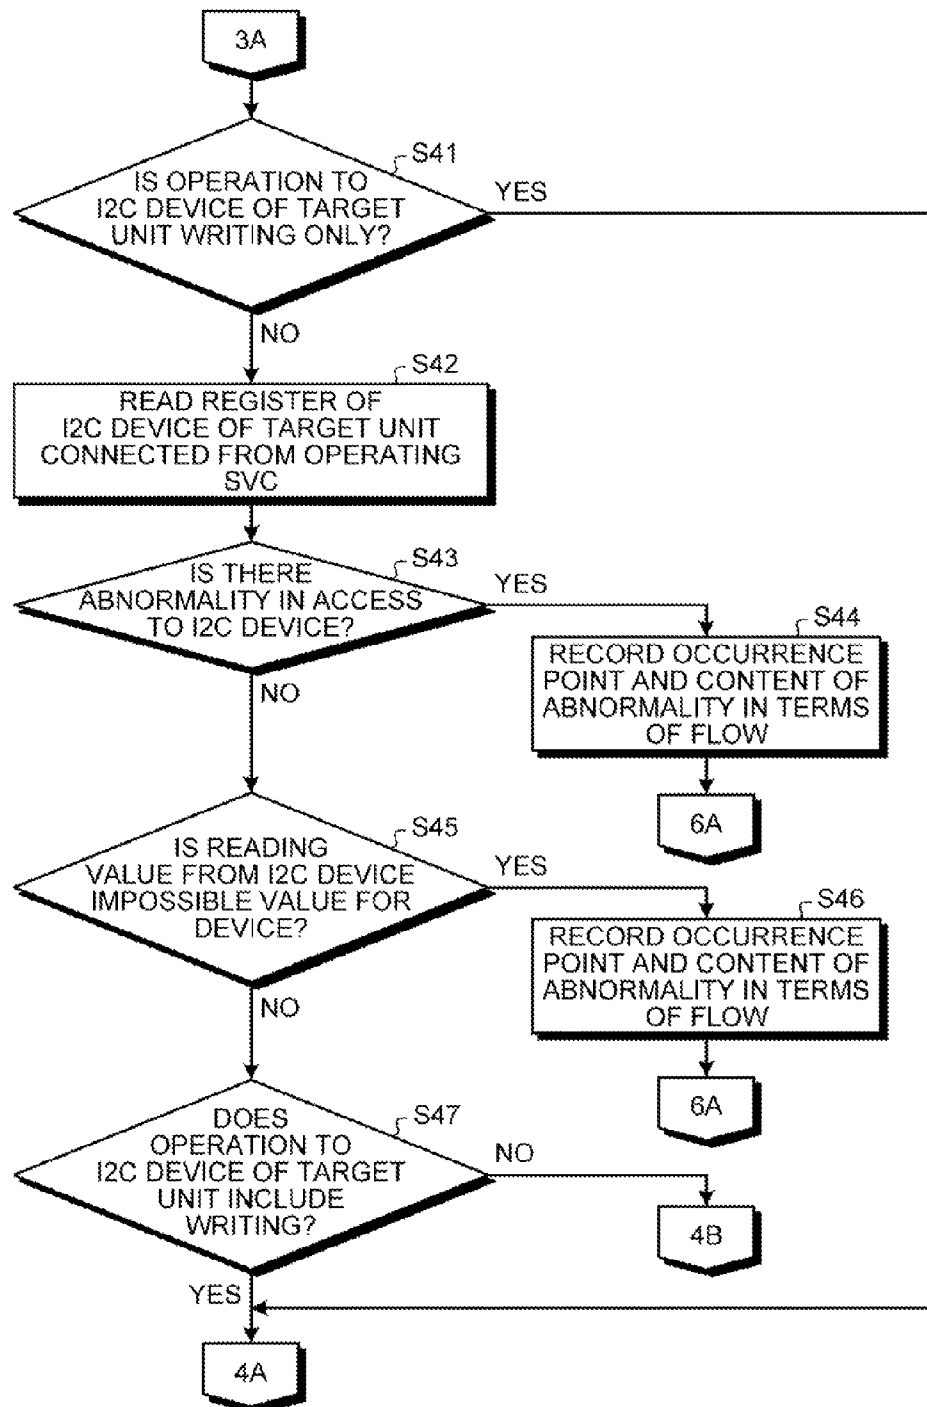 3A
S41
IS OPERATION TO
I2C DEVICE OF TARGET
UNIT WRITING ONLY?
YES
NO
S42
READ REGISTER OF
I2C DEVICE OF TARGET UNIT
CONNECTED FROM OPERATING
SVC
S43
IS THERE
ABNORMALITY IN ACCESS
TO I2C DEVICE?
YES
NO
S44
RECORD OCCURRENCE
POINT AND CONTENT OF
ABNORMALITY IN TERMS
OF FLOW
6A
S45
IS READING
VALUE FROM I2C DEVICE
IMPOSSIBLE VALUE FOR
DEVICE?
YES
NO
S46
RECORD OCCURRENCE
POINT AND CONTENT OF
ABNORMALITY IN TERMS
OF FLOW
6A
S47
DOES
OPERATION TO
I2C DEVICE OF TARGET
UNIT INCLUDE
WRITING?
NO
4B
YES
4A